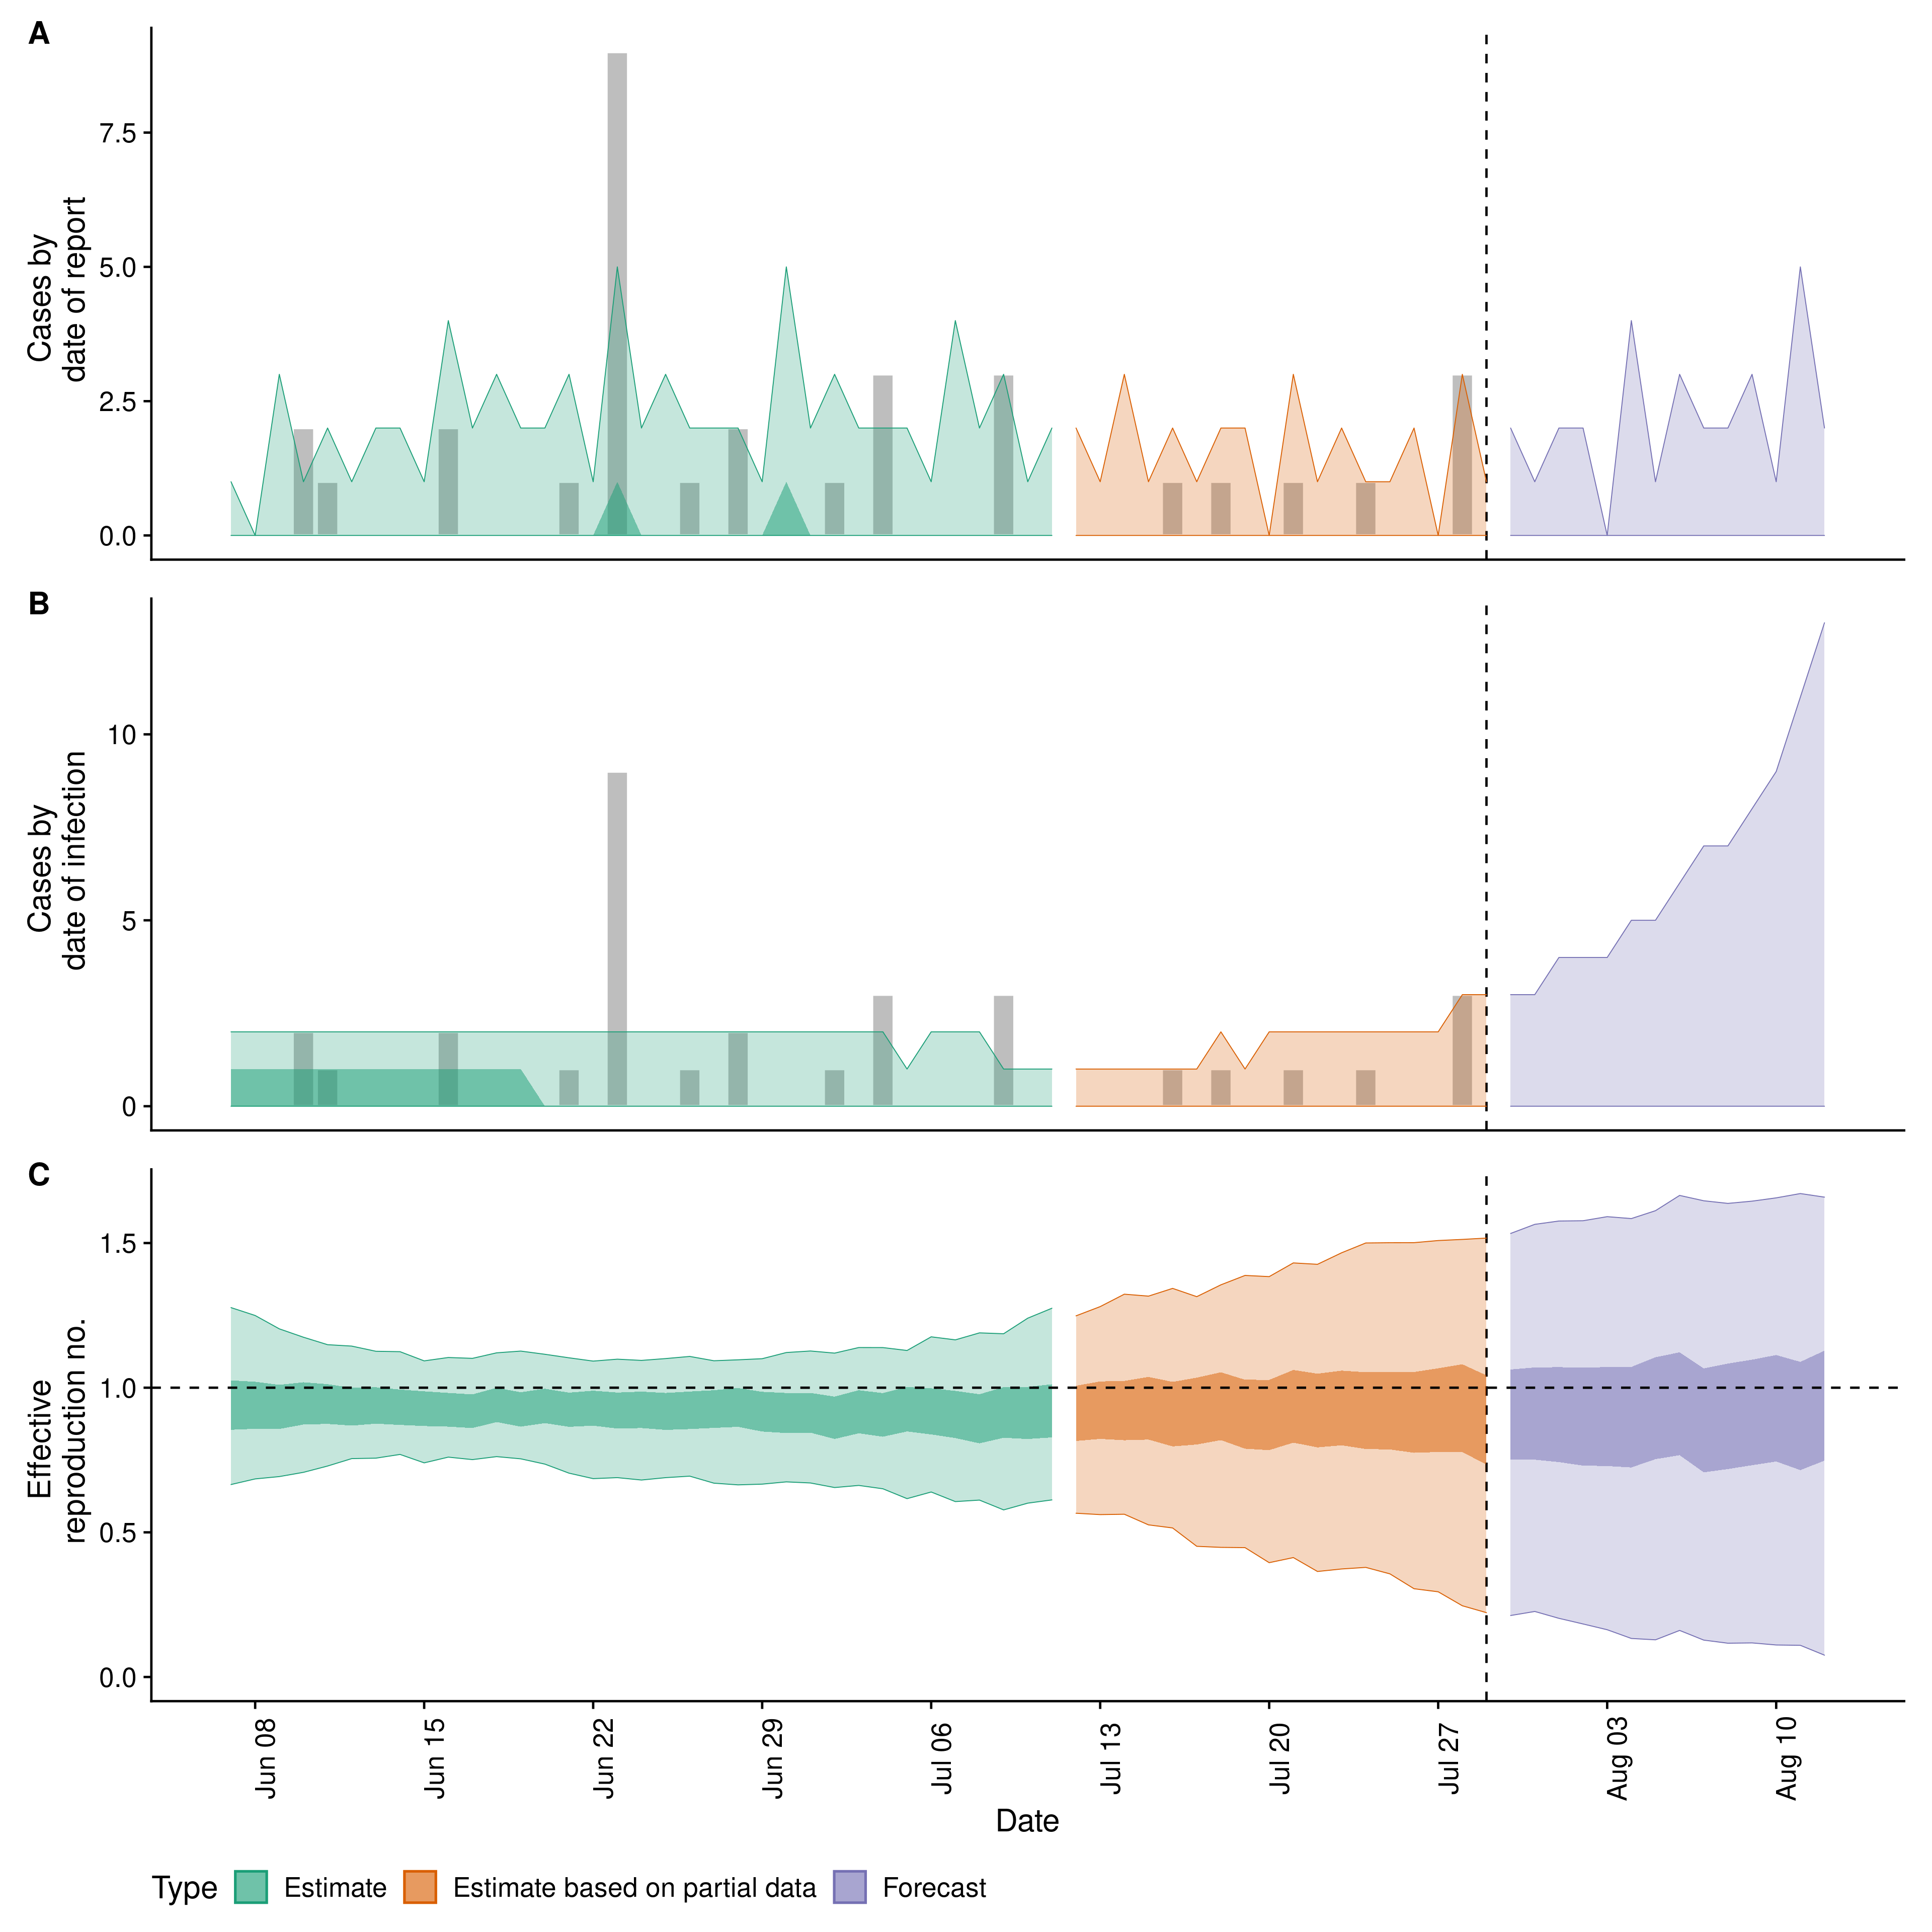 A
Cases by
date of report
7.5
5.0
2.5
0.0
B
Cases by
date of infection
10
5
0
C
Effective
reproduction no.
1.5
1.0
0.5
0.0
Jun 08
Jun 15
Jun 22
Jun 29
Jul 06
Jul 13
Jul 20
Jul 27
Aug 03
Aug 10
Date
Type Estimate Estimate based on partial data Forecast